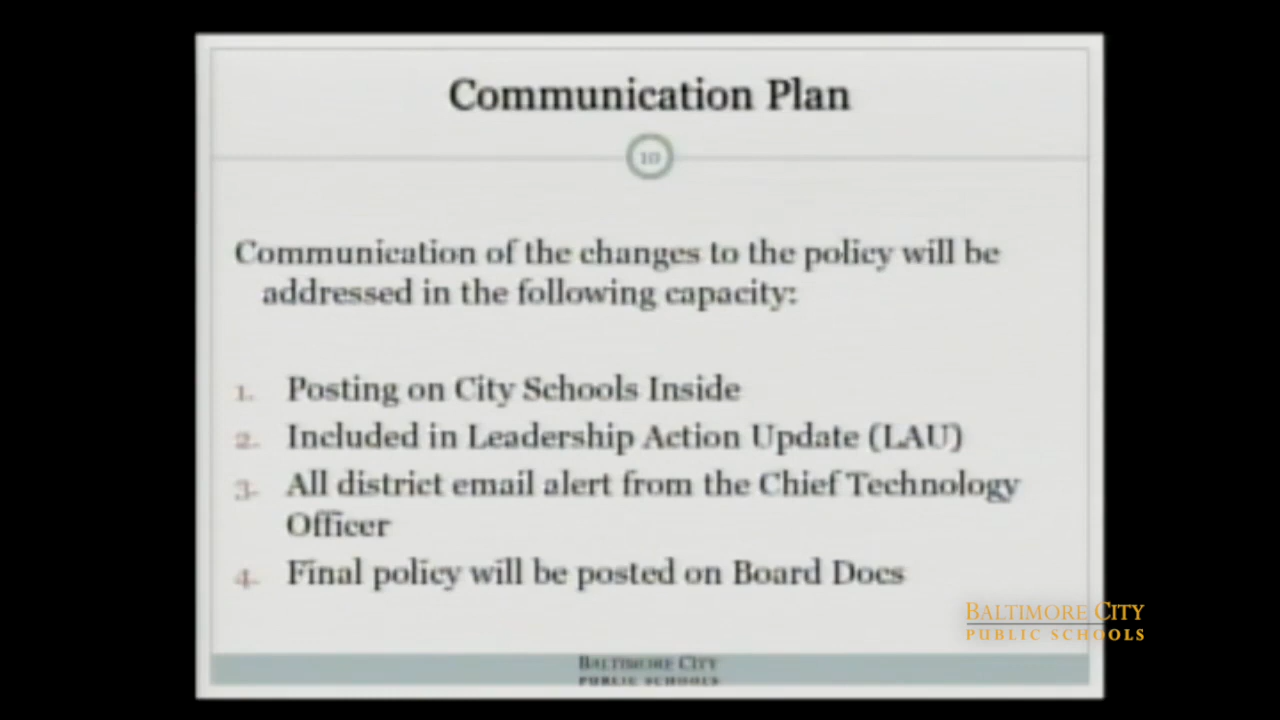 Communication Plan
10
Communication of the changes to the policy will be
addressed in the following capacity:
1. Posting on City Schools Inside
2. Included in Leadership Action Update (LAU)
3. All district email alert from the Chief Technology
Officer
4. Final policy will be posted on Board Docs
BALTIMORE CITY
PUBLIC SCHOOLS
BALTIMORE CITY
PUBLIC SCHOOLS